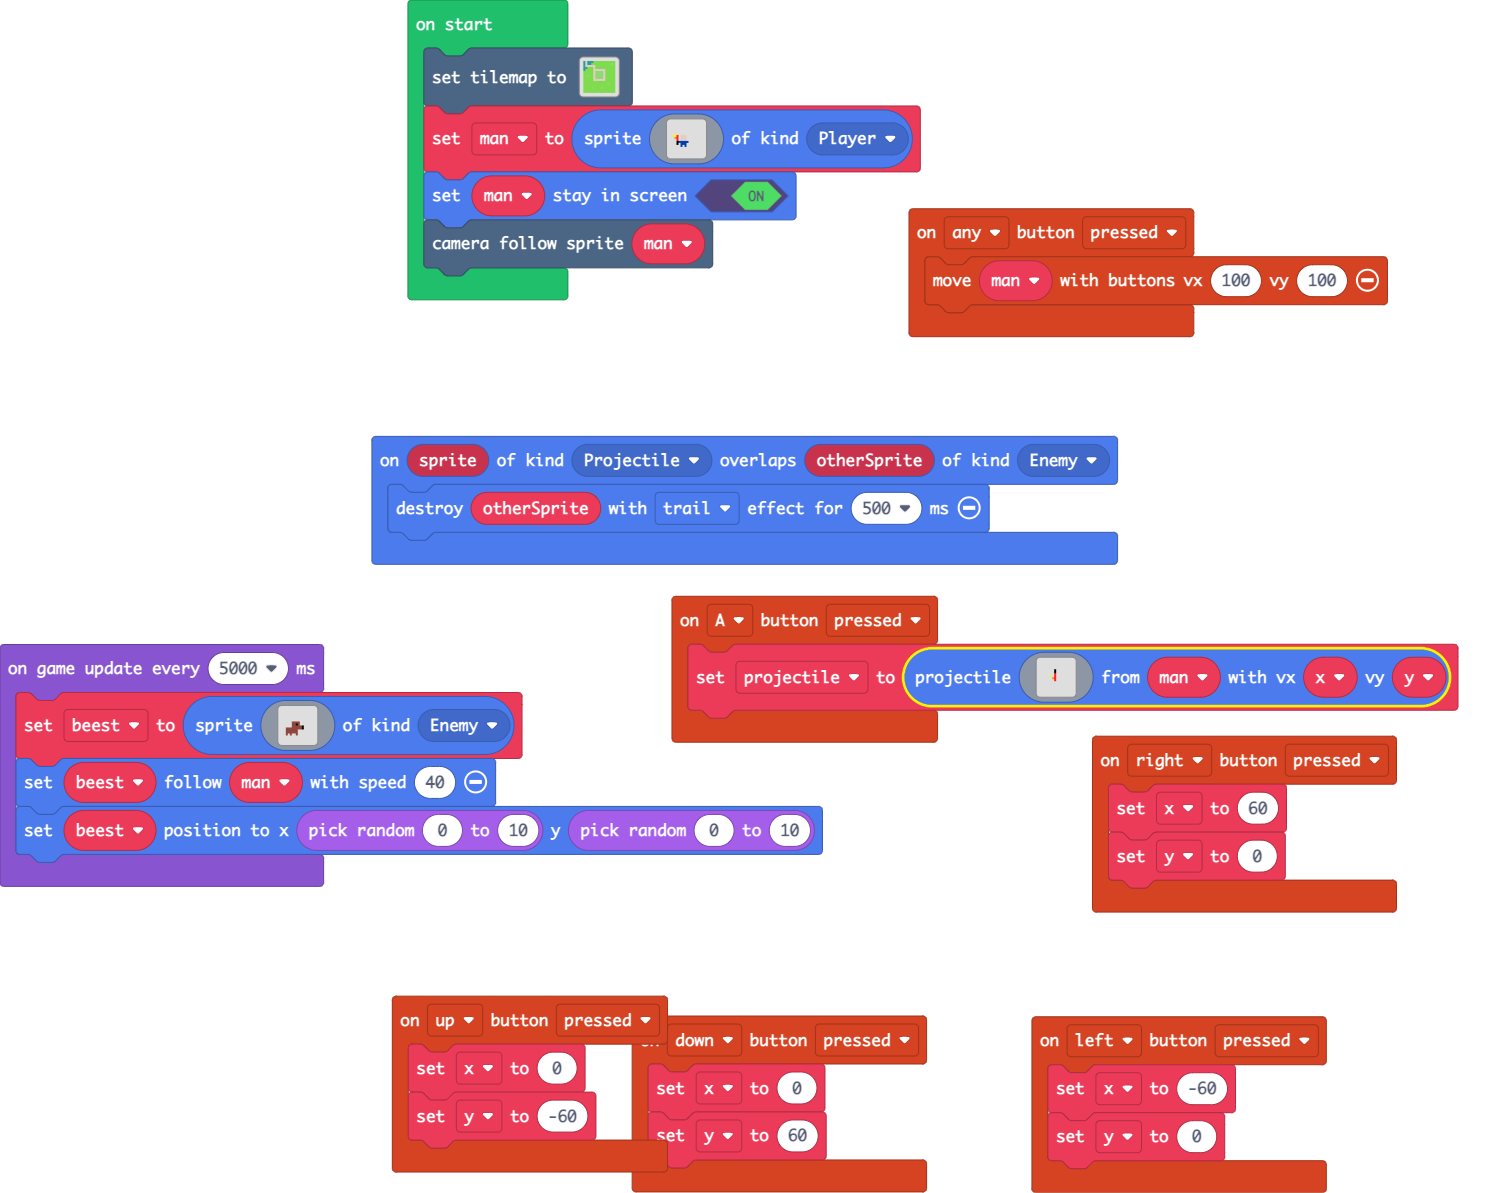 on start
set tilemap to
set man to sprite of kind Player
set man stay in screen ON
camera follow sprite man
on any button pressed
move man with buttons vx 100 vy 100
on sprite of kind Projectile overlaps otherSprite of kind Enemy
destroy otherSprite with trail effect for 500 ms
on A button pressed
set projectile to projectile from man with vx x vy y
on game update every 5000 ms
set beest to sprite of kind Enemy
set beest follow man with speed 40
set beest position to x pick random 0 to 10 y pick random 0 to 10
on right button pressed
set x to 60
set y to 0
on up button pressed
set x to 0
set y to -60
down button pressed
set x to 0
set y to 60
on left button pressed
set x to -60
set y to 0